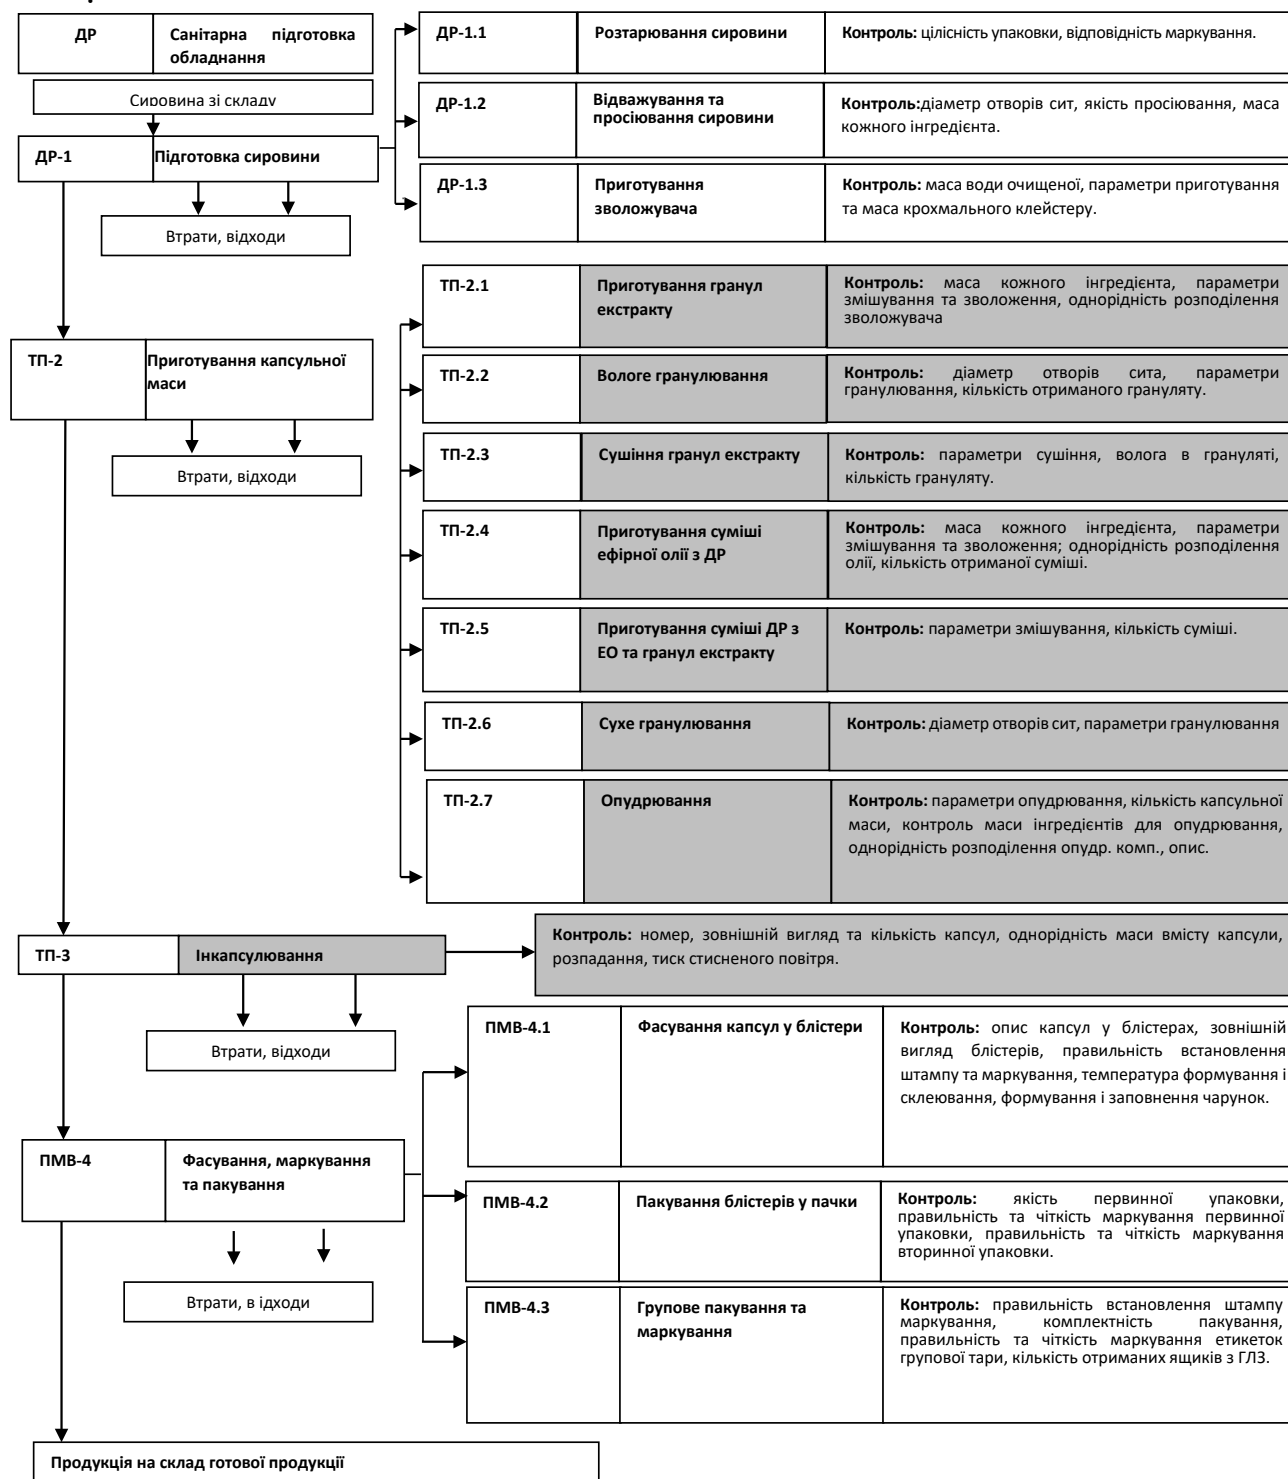 ДР
Санітарна підготовка
обладнання
Сировина зі складу
ДР-1
Підготовка сировини
Втрати, відходи
ДР-1.1
Розтарювання сировини
Контроль: цілісність упаковки, відповідність маркування.
ДР-1.2
Відважування та
просіювання сировини
Контроль:діаметр отворів сит, якість просіювання, маса
кожного інгредієнта.
ДР-1.3
Приготування
зволожувача
Контроль: маса води очищеної, параметри приготування
та маса крохмального клейстеру.
ТП-2
Приготування капсульної
маси
Втрати, відходи
ТП-2.1
Приготування гранул
екстракту
Контроль: маса кожного інгредієнта, параметри
змішування та зволоження, однорідність розподілення
зволожувача
ТП-2.2
Вологе гранулювання
Контроль: діаметр отворів сита, параметри
гранулювання, кількість отриманого грануляту.
ТП-2.3
Сушіння гранул екстракту
Контроль: параметри сушіння, волога в грануляті,
кількість грануляту.
ТП-2.4
Приготування суміші
ефірної олії з ДР
Контроль: маса кожного інгредієнта, параметри
змішування та зволоження; однорідність розподілення
олії, кількість отриманої суміші.
ТП-2.5
Приготування суміші ДР з
ЕО та гранул екстракту
Контроль: параметри змішування, кількість суміші.
ТП-2.6
Сухе гранулювання
Контроль: діаметр отворів сит, параметри гранулювання
ТП-2.7
Опудрювання
Контроль: параметри опудрювання, кількість капсульної
маси, контроль маси інгредієнтів для опудрювання,
однорідність розподілення опудр. комп., опис.
ТП-3
Інкапсулювання
Контроль: номер, зовнішній вигляд та кількість капсул, однорідність маси вмісту капсули,
розпадання, тиск стисненого повітря.
Втрати, відходи
ПМВ-4
Фасування, маркування
та пакування
Втрати, в ідходи
ПМВ-4.1
Фасування капсул у блістери
Контроль: опис капсул у блістерах, зовнішній
вигляд блістерів, правильність встановлення
штампу та маркування, температура формування і
склеювання, формування і заповнення чарунок.
ПМВ-4.2
Пакування блістерів у пачки
Контроль: якість первинної упаковки,
правильність та чіткість маркування первинної
упаковки, правильність та чіткість маркування
вторинної упаковки.
ПМВ-4.3
Групове пакування та
маркування
Контроль: правильність встановлення штампу
маркування, комплектність пакування,
правильність та чіткість маркування етикеток
групової тари, кількість отриманих ящиків з ГЛЗ.
Продукція на склад готової продукції